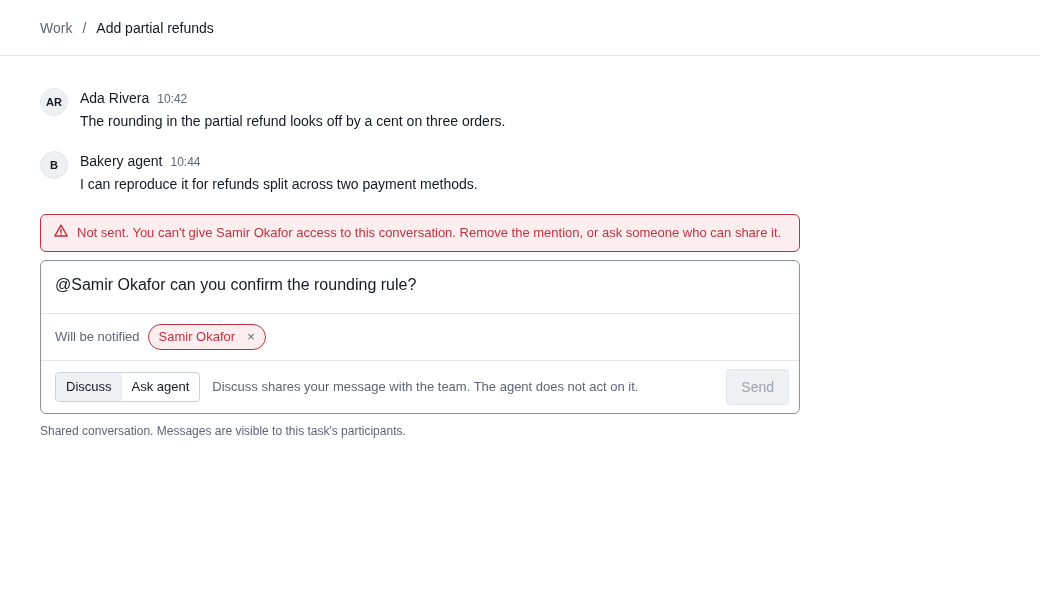 Work / Add partial refunds
AR Ada Rivera 10:42
The rounding in the partial refund looks off by a cent on three orders.
B Bakery agent 10:44
I can reproduce it for refunds split across two payment methods.
Not sent. You can't give Samir Okafor access to this conversation. Remove the mention, or ask someone who can share it.
@Samir Okafor can you confirm the rounding rule?
Will be notified Samir Okafor ×
Discuss Ask agent Discuss shares your message with the team. The agent does not act on it. Send
Shared conversation. Messages are visible to this task's participants.